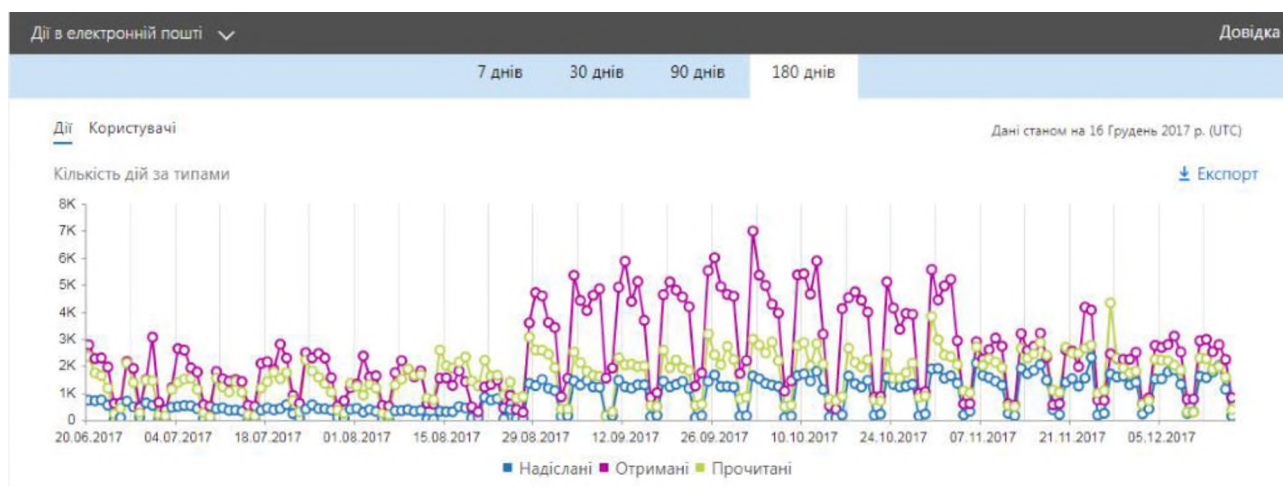 Дії в електронній пошті Довідка
7 днів 30 днів 90 днів 180 днів
Дії Користувачі Дані станом на 16 Грудень 2017 р. (UTC)
Кількість дій за типами Експорт
8K
7K
6K
5K
4K
3K
2K
1K
0
20.06.2017 04.07.2017 18.07.2017 01.08.2017 15.08.2017 29.08.2017 12.09.2017 26.09.2017 10.10.2017 24.10.2017 07.11.2017 21.11.2017 05.12.2017
Надіслані Отримані Прочитані